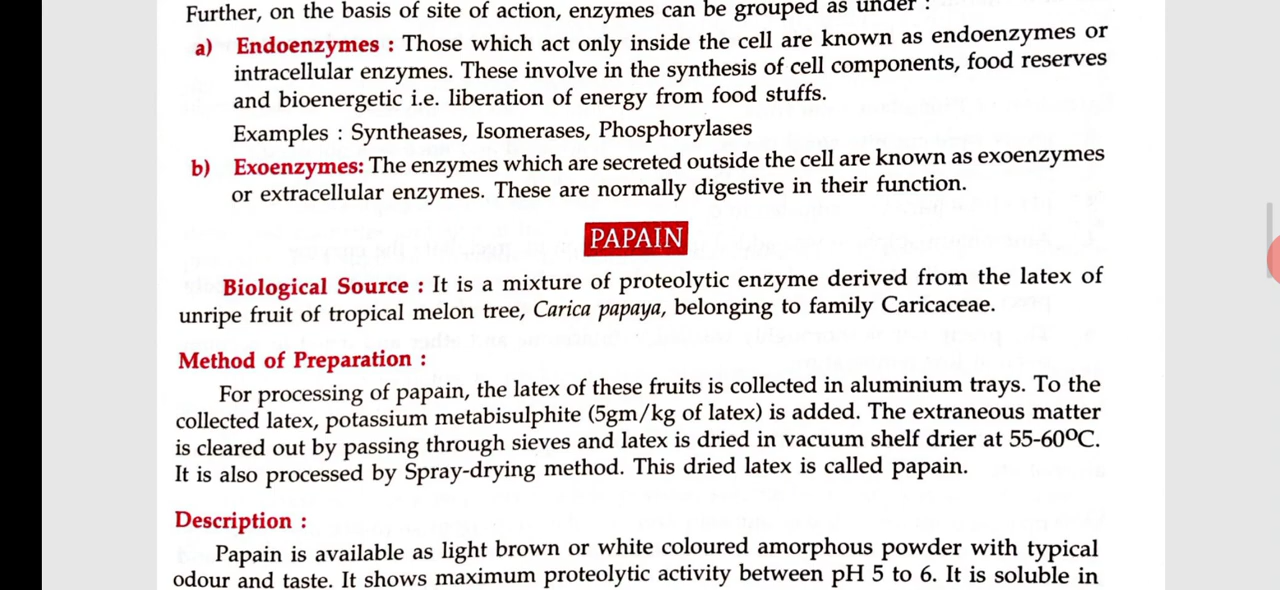 Further, on the basis of site of action, enzymes can be grouped as under :
a) Endoenzymes : Those which act only inside the cell are known as endoenzymes or
intracellular enzymes. These involve in the synthesis of cell components, food reserves
and bioenergetic i.e. liberation of energy from food stuffs.
Examples : Syntheases, Isomerases, Phosphorylases
b) Exoenzymes: The enzymes which are secreted outside the cell are known as exoenzymes
or extracellular enzymes. These are normally digestive in their function.
PAPAIN
Biological Source : It is a mixture of proteolytic enzyme derived from the latex of
unripe fruit of tropical melon tree, Carica papaya, belonging to family Caricaceae.
Method of Preparation :
For processing of papain, the latex of these fruits is collected in aluminium trays. To the
collected latex, potassium metabisulphite (5gm/kg of latex) is added. The extraneous matter
is cleared out by passing through sieves and latex is dried in vacuum shelf drier at 55-60⁰C.
It is also processed by Spray-drying method. This dried latex is called papain.
Description :
Papain is available as light brown or white coloured amorphous powder with typical
odour and taste. It shows maximum proteolytic activity between pH 5 to 6. It is soluble in